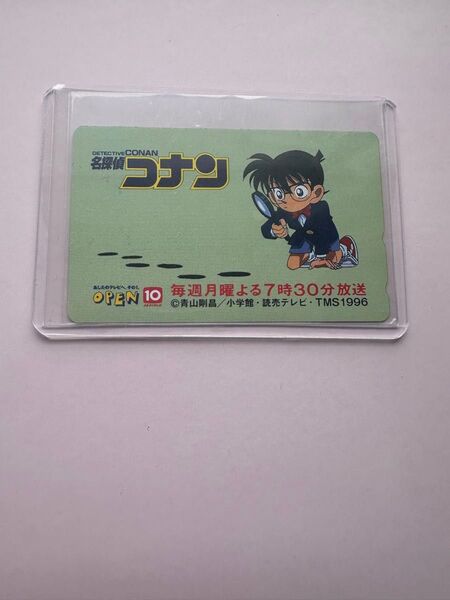 DETECTIVE CONAN
名探偵コナン
あしたのテレビへ、その1。
OPEN 10
毎週月曜よる7時30分放送
©青山剛昌／小学館・読売テレビ・TMS1996